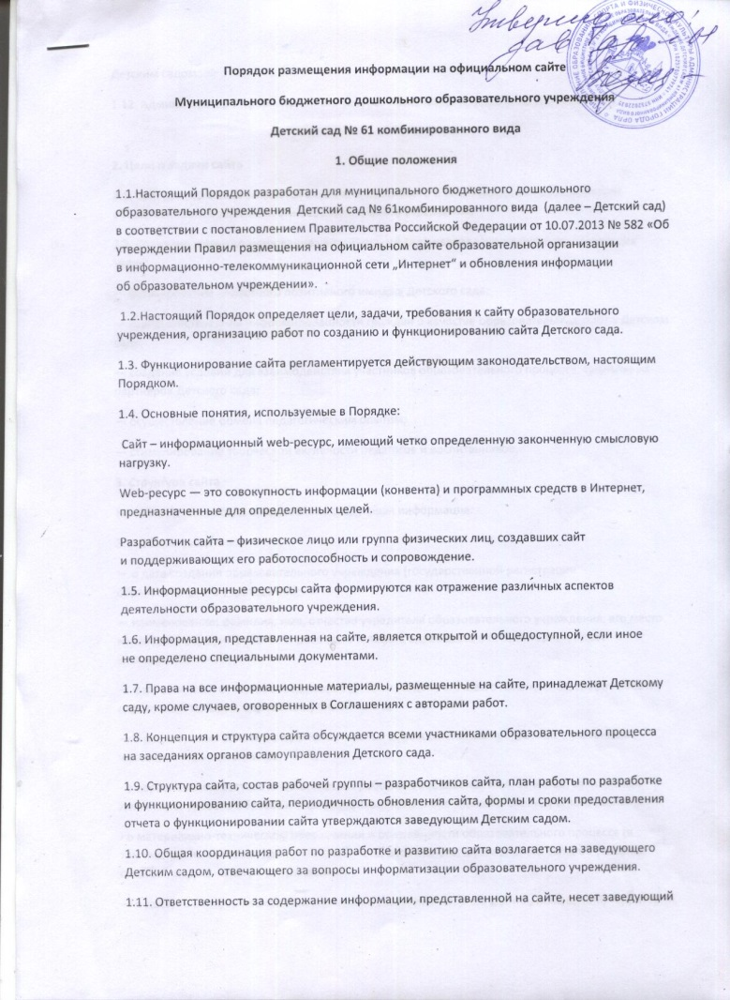 Утверждаю:
зав.
Порядок размещения информации на официальном сайте
Муниципального бюджетного дошкольного образовательного учреждения
Детский сад № 61 комбинированного вида
1. Общие положения
1.1.Настоящий Порядок разработан для муниципального бюджетного дошкольного
образовательного учреждения Детский сад № 61комбинированного вида (далее – Детский сад)
в соответствии с постановлением Правительства Российской Федерации от 10.07.2013 № 582 «Об
утверждении Правил размещения на официальном сайте образовательной организации
в информационно-телекоммуникационной сети „Интернет“ и обновления информации
об образовательном учреждении».
1.2.Настоящий Порядок определяет цели, задачи, требования к сайту образовательного
учреждения, организацию работ по созданию и функционированию сайта Детского сада.
1.3. Функционирование сайта регламентируется действующим законодательством, настоящим
Порядком.
1.4. Основные понятия, используемые в Порядке:
Сайт – информационный web-ресурс, имеющий четко определенную законченную смысловую
нагрузку.
Web-ресурс — это совокупность информации (конвента) и программных средств в Интернет,
предназначенные для определенных целей.
Разработчик сайта – физическое лицо или группа физических лиц, создавших сайт
и поддерживающих его работоспособность и сопровождение.
1.5. Информационные ресурсы сайта формируются как отражение различных аспектов
деятельности образовательного учреждения.
1.6. Информация, представленная на сайте, является открытой и общедоступной, если иное
не определено специальными документами.
1.7. Права на все информационные материалы, размещенные на сайте, принадлежат Детскому
саду, кроме случаев, оговоренных в Соглашениях с авторами работ.
1.8. Концепция и структура сайта обсуждается всеми участниками образовательного процесса
на заседаниях органов самоуправления Детского сада.
1.9. Структура сайта, состав рабочей группы – разработчиков сайта, план работы по разработке
и функционированию сайта, периодичность обновления сайта, формы и сроки предоставления
отчета о функционировании сайта утверждаются заведующим Детским садом.
1.10. Общая координация работ по разработке и развитию сайта возлагается на заведующего
Детским садом, отвечающего за вопросы информатизации образовательного учреждения.
1.11. Ответственность за содержание информации, представленной на сайте, несет заведующий